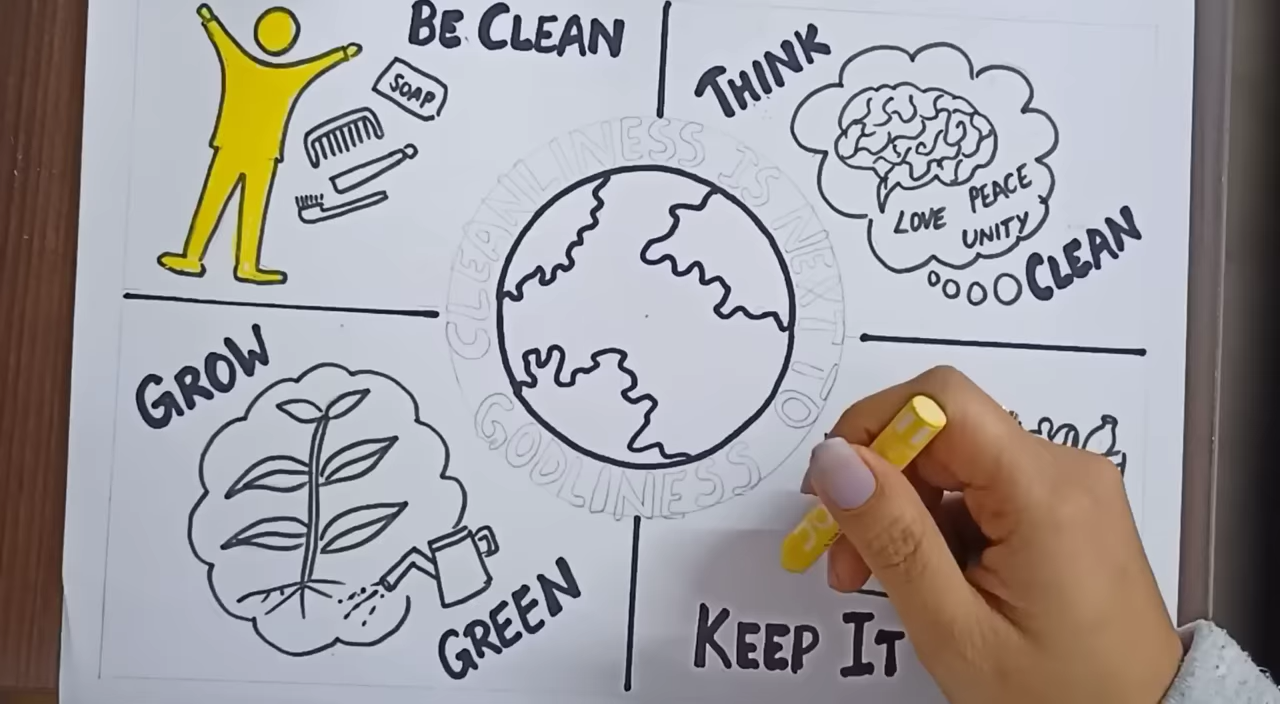 BE CLEAN
SOAP
THINK
LOVE PEACE
UNITY
CLEAN
CLEANLINESS IS NEXT TO
GODLINESS
GROW
GREEN
KEEP IT